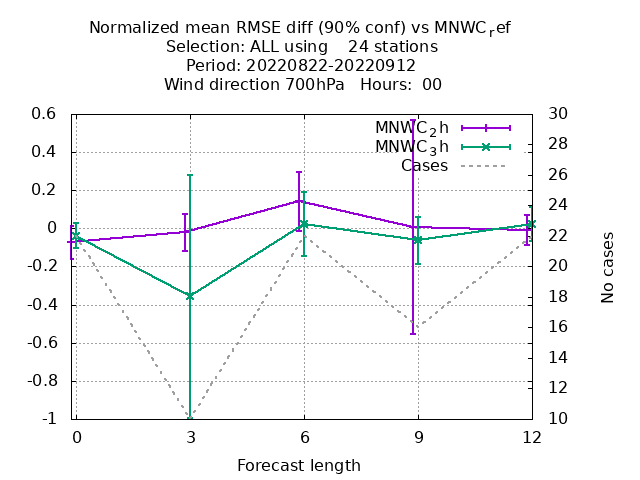 Normalized mean RMSE diff (90% conf) vs MNWC_ref
Selection: ALL using    24 stations
Period: 20220822-20220912
Wind direction 700hPa   Hours:  00
MNWC_2h
MNWC_3h
Cases
0.6
0.4
0.2
0
-0.2
-0.4
-0.6
-0.8
-1
30
28
26
24
22
20
18
16
14
12
10
No cases
0 3 6 9 12
Forecast length